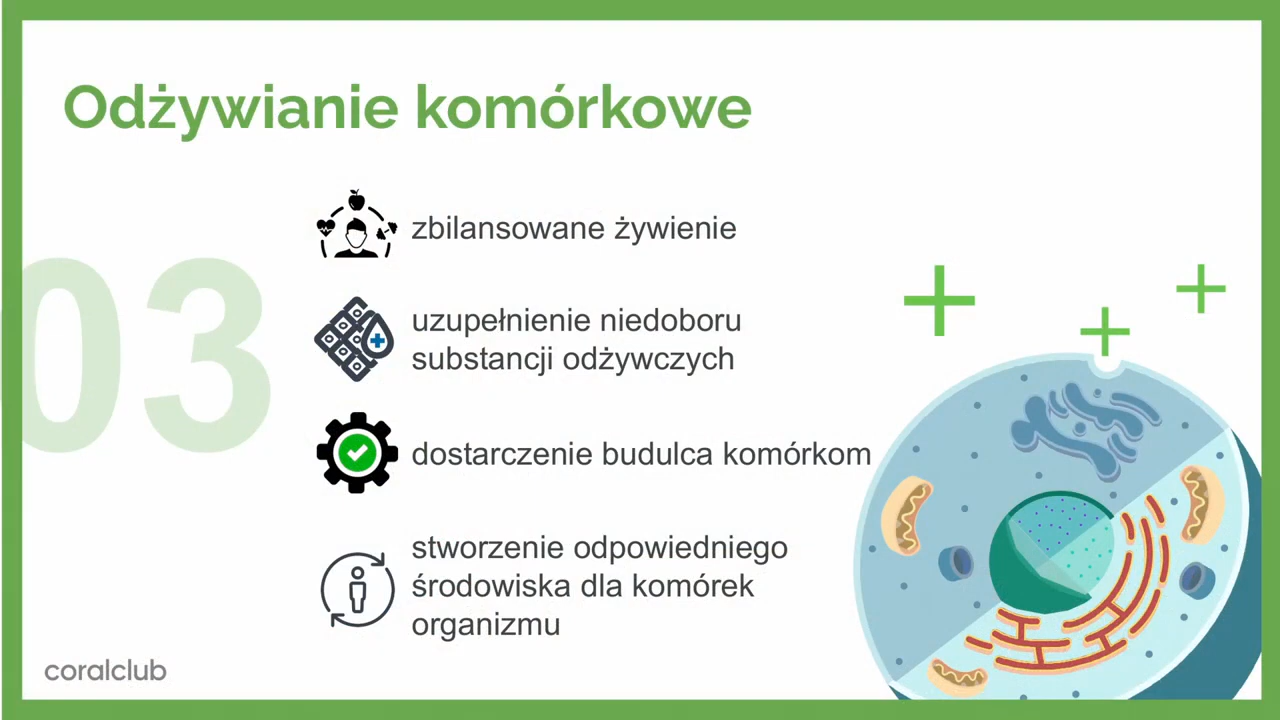 Odżywianie komórkowe
03
zbilansowane żywienie
uzupełnienie niedoboru
substancji odżywczych
dostarczenie budulca komórkom
stworzenie odpowiedniego
środowiska dla komórek
organizmu
coralclub